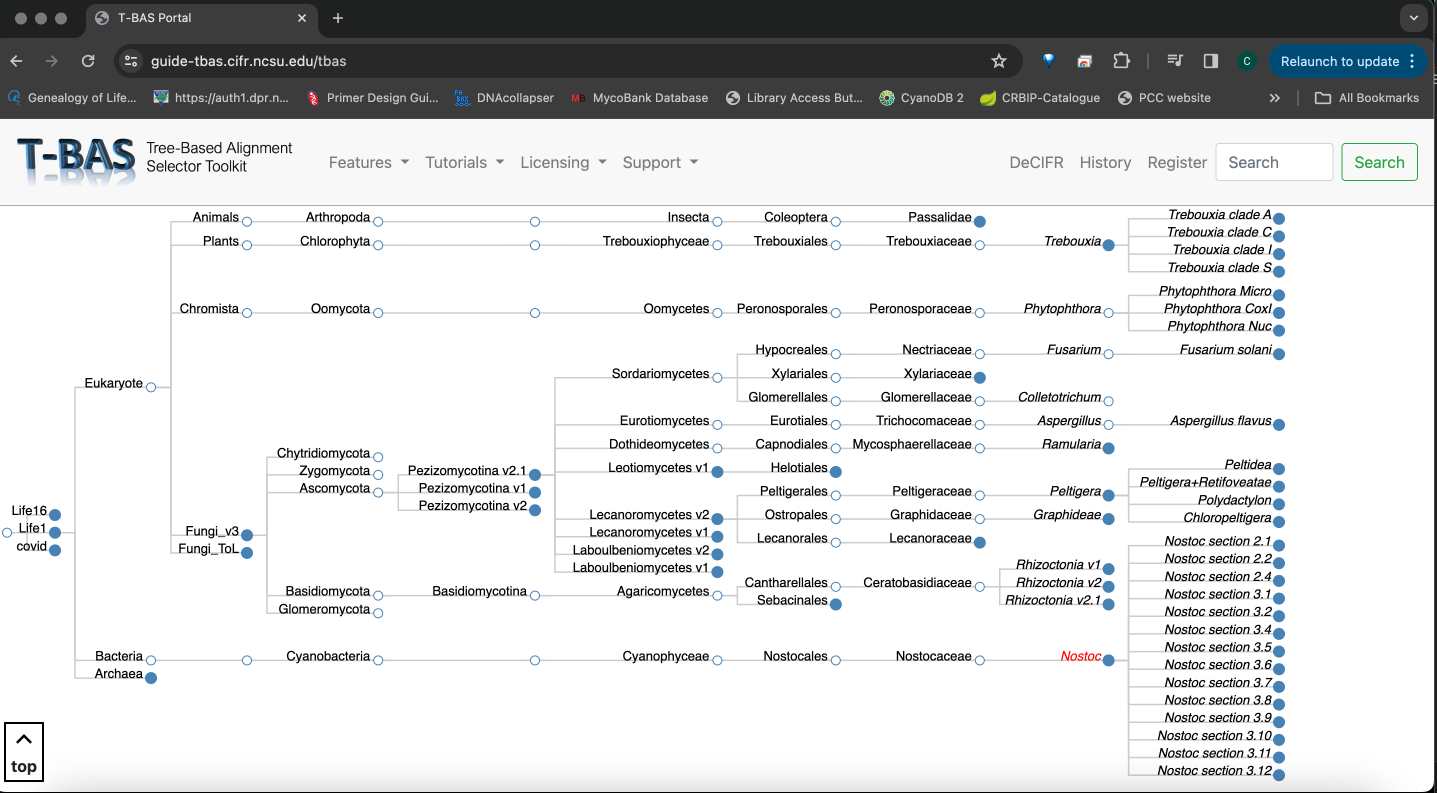 T-BAS Portal
guide-tbas.cifr.ncsu.edu/tbas
C
Relaunch to update
Genealogy of Life...
https://auth1.dpr.n...
Primer Design Gui...
FA
BOX
DNAcollapser
MB
MycoBank Database
Library Access But...
CyanoDB 2
CRBIP-Catalogue
PCC website
All Bookmarks
T-BAS
Tree-Based Alignment
Selector Toolkit
Features
Tutorials
Licensing
Support
DeCIFR
History
Register
Search
Search
Animals Arthropoda Insecta Coleoptera Passalidae
Plants Chlorophyta Trebouxiophyceae Trebouxiales Trebouxiaceae Trebouxia
Trebouxia clade A
Trebouxia clade C
Trebouxia clade I
Trebouxia clade S
Chromista Oomycota Oomycetes Peronosporales Peronosporaceae Phytophthora
Phytophthora Micro
Phytophthora CoxI
Phytophthora Nuc
Hypocreales Nectriaceae Fusarium Fusarium solani
Sordariomycetes Xylariales Xylariaceae
Glomerellales Glomerellaceae Colletotrichum
Eukaryote
Eurotiomycetes Eurotiales Trichocomaceae Aspergillus Aspergillus flavus
Dothideomycetes Capnodiales Mycosphaerellaceae Ramularia
Chytridiomycota
Zygomycota
Ascomycota
Pezizomycotina v2.1
Pezizomycotina v1
Pezizomycotina v2
Leotiomycetes v1 Helotiales
Peltigerales Peltigeraceae Peltigera
Peltidea
Peltigera+Retifoveatae
Polydactylon
Chloropeltigera
Lecanoromycetes v2 Ostropales Graphidaceae Graphideae
Lecanoromycetes v1 Lecanorales Lecanoraceae
Laboulbeniomycetes v2
Laboulbeniomycetes v1
Life16
Life1
covid
Fungi_v3
Fungi_ToL
Basidiomycota Basidiomycotina Agaricomycetes
Glomeromycota
Cantharellales Ceratobasidiaceae
Sebacinales
Rhizoctonia v1
Rhizoctonia v2
Rhizoctonia v2.1
Bacteria Cyanobacteria Cyanophyceae Nostocales Nostocaceae Nostoc
Archaea
Nostoc section 2.1
Nostoc section 2.2
Nostoc section 2.4
Nostoc section 3.1
Nostoc section 3.2
Nostoc section 3.4
Nostoc section 3.5
Nostoc section 3.6
Nostoc section 3.7
Nostoc section 3.8
Nostoc section 3.9
Nostoc section 3.10
Nostoc section 3.11
Nostoc section 3.12
top